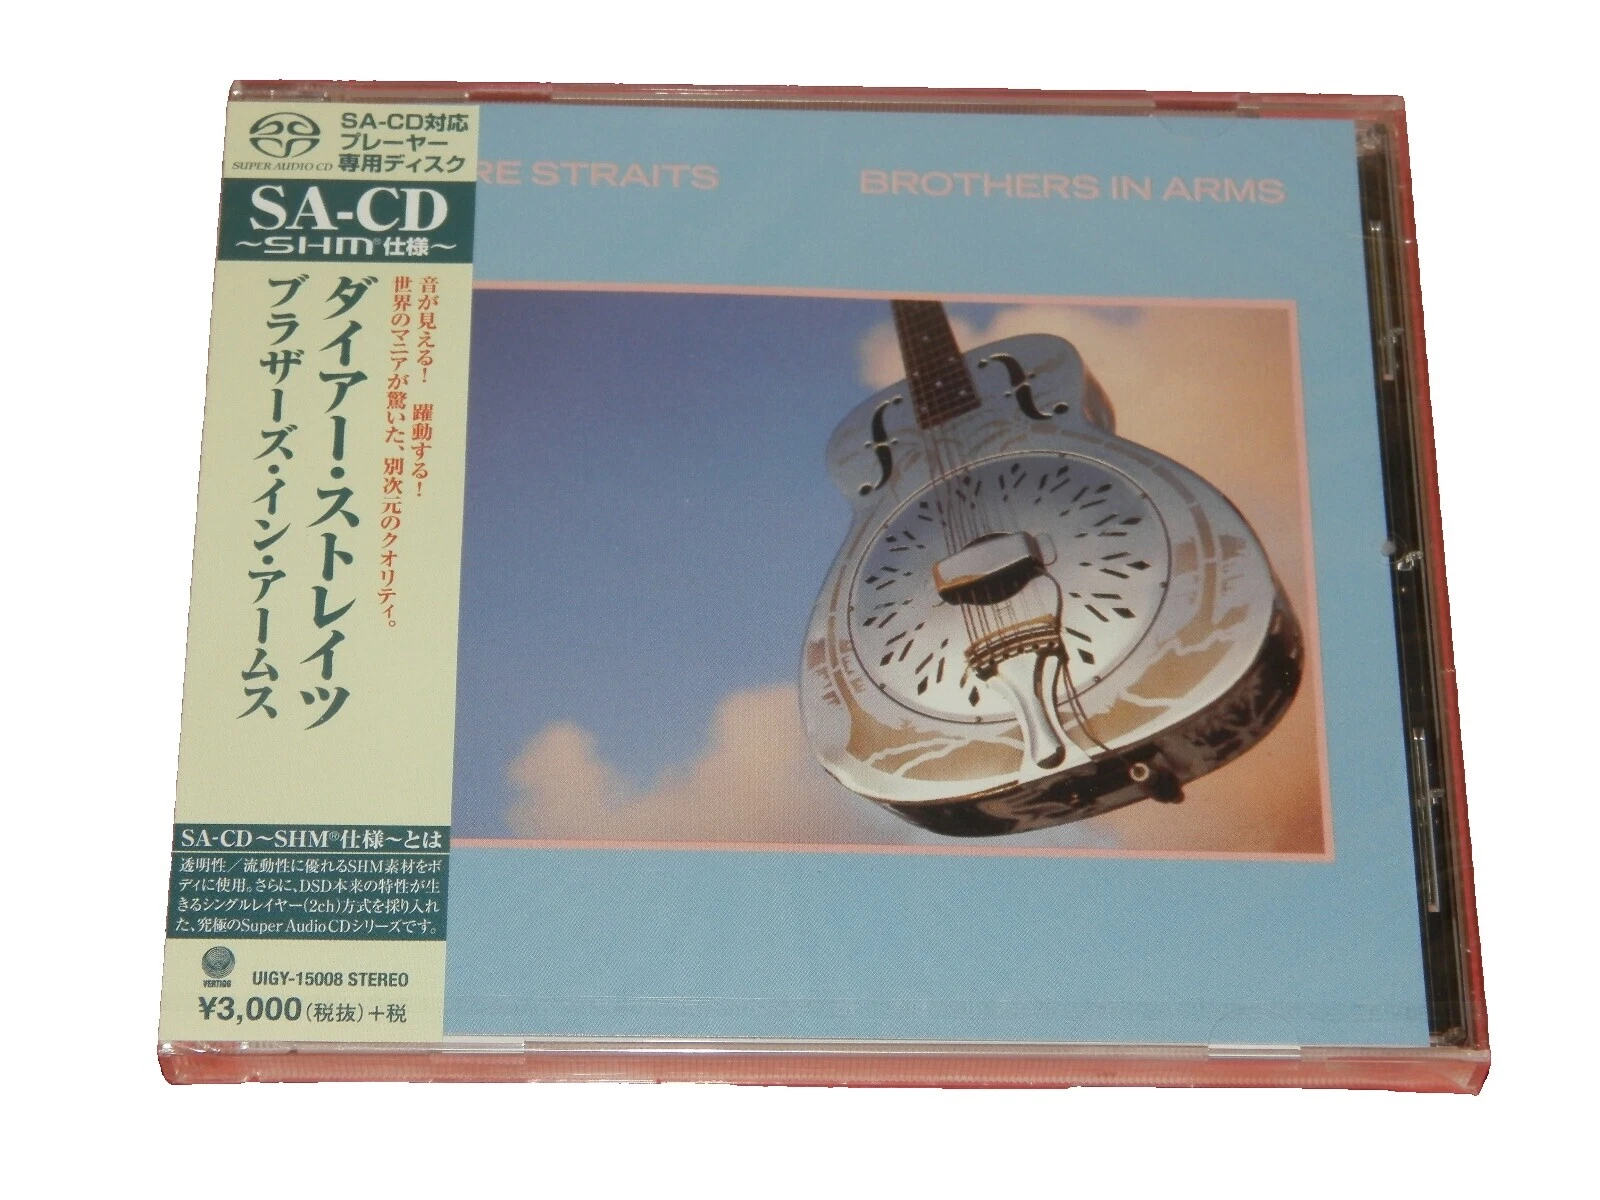 SUPER AUDIO CD
SA-CD対応
プレーヤー
専用ディスク
SA-CD
～SHM®仕様～
音が見える! 躍動する!
世界のマニアが驚いた、別次元のクオリティ。
ダイアー・ストレイツ
ブラザーズ・イン・アームス
SA-CD～SHM®仕様～とは
透明性／流動性に優れるSHM素材をボ
ディに使用。さらに、DSD本来の特性が生
きるシングルレイヤー(2ch)方式を採り入れ
た、究極のSuper Audio CDシリーズです。
VERTIGO
UIGY-15008 STEREO
¥3,000(税抜)+税
RE STRAITS
BROTHERS IN ARMS